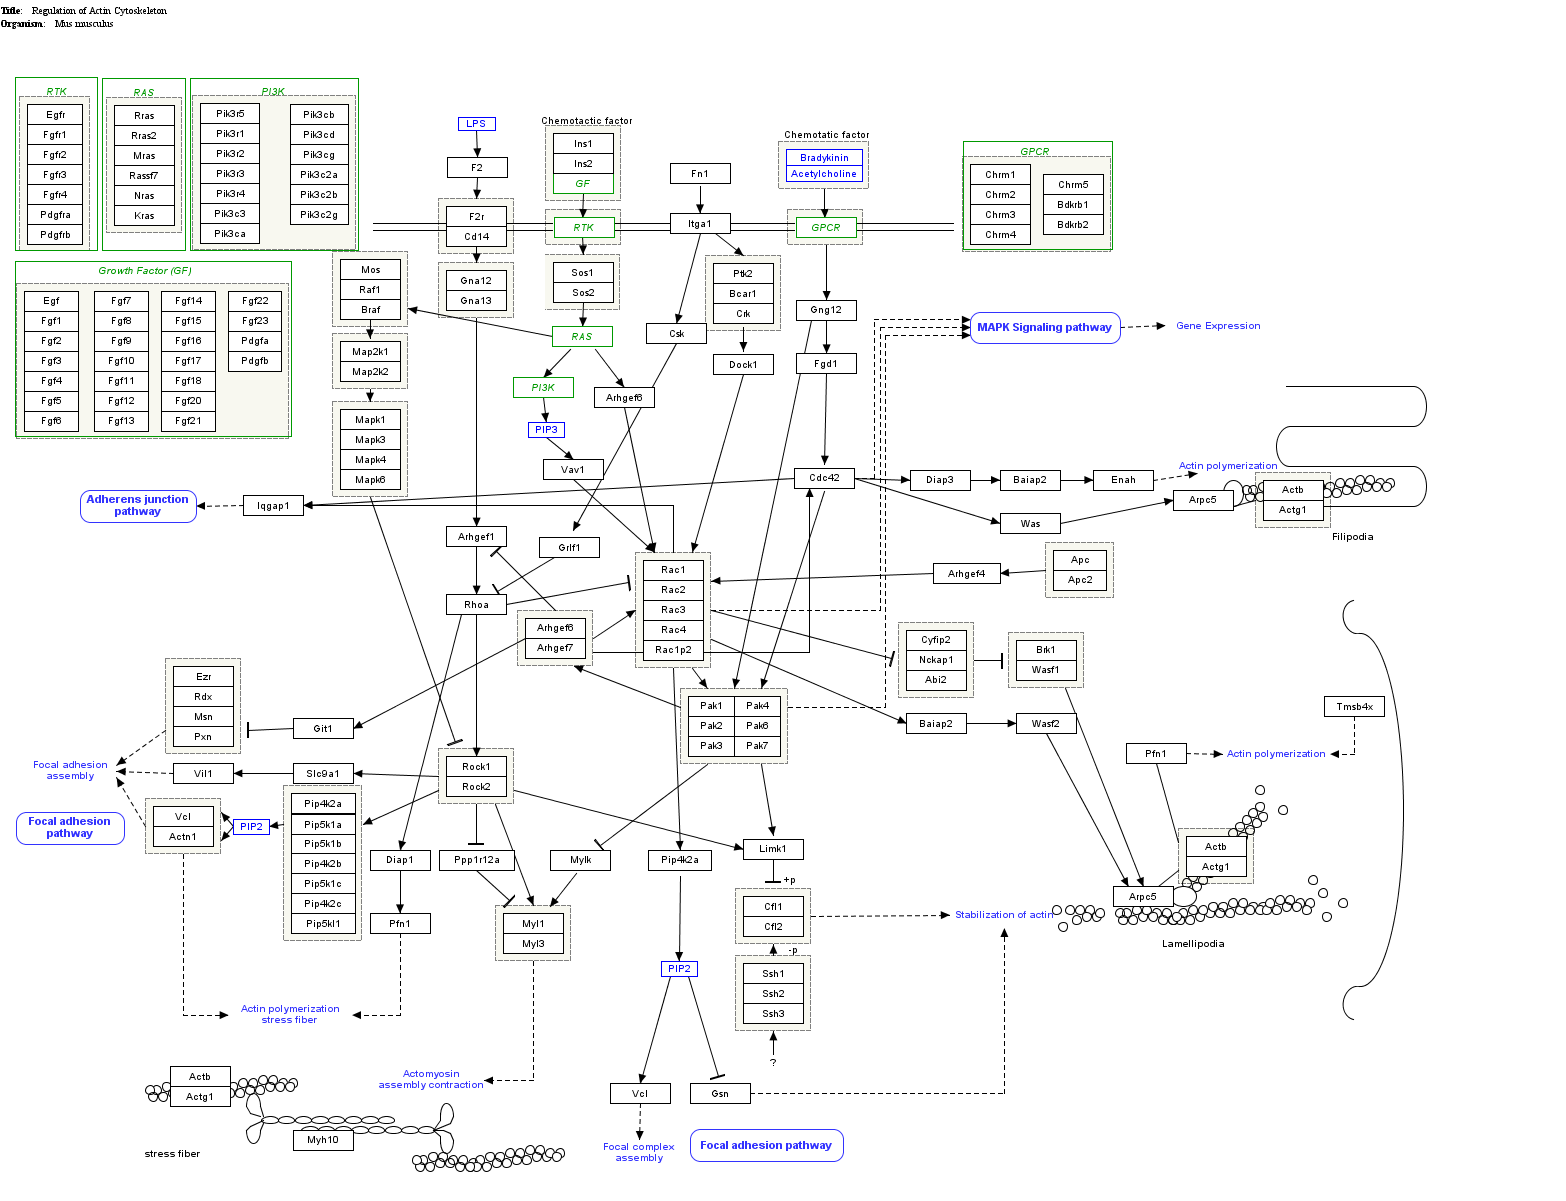 Title: Regulation of Actin Cytoskeleton
Organism: Mus musculus
RTK
Egfr
Fgfr1
Fgfr2
Fgfr3
Fgfr4
Pdgfra
Pdgfrb
RAS
Rras
Rras2
Mras
Rassf7
Nras
Kras
PI3K
Pik3r5
Pik3r1
Pik3r2
Pik3r3
Pik3r4
Pik3c3
Pik3ca
Pik3cb
Pik3cd
Pik3cg
Pik3c2a
Pik3c2b
Pik3c2g
Growth Factor (GF)
Egf
Fgf1
Fgf2
Fgf3
Fgf4
Fgf5
Fgf6
Fgf7
Fgf8
Fgf9
Fgf10
Fgf11
Fgf12
Fgf13
Fgf14
Fgf15
Fgf16
Fgf17
Fgf18
Fgf20
Fgf21
Fgf22
Fgf23
Pdgfa
Pdgfb
LPS
F2
F2r
Cd14
Gna12
Gna13
Chemotactic factor
Ins1
Ins2
GF
RTK
Sos1
Sos2
RAS
Fn1
Itga1
Chemotatic factor
Bradykinin
Acetylcholine
GPCR
GPCR
Chrm1
Chrm2
Chrm3
Chrm4
Chrm5
Bdkrb1
Bdkrb2
Mos
Raf1
Braf
Map2k1
Map2k2
Mapk1
Mapk3
Mapk4
Mapk6
Ptk2
Bcar1
Crk
Csk
Dock1
Gng12
Fgd1
MAPK Signaling pathway
Gene Expression
PI3K
Arhgef6
PIP3
Vav1
Cdc42
Diap3
Baiap2
Enah
Actin polymerization
Arpc5
Actb
Actg1
Filipodia
Was
Adherens junction
pathway
Iqgap1
Arhgef1
Grlf1
Rhoa
Rac1
Rac2
Rac3
Rac4
Rac1p2
Arhgef4
Apc
Apc2
Arhgef6
Arhgef7
Cyfip2
Nckap1
Abi2
Brk1
Wasf1
Ezr
Rdx
Msn
Pxn
Git1
Pak1
Pak2
Pak3
Pak4
Pak6
Pak7
Baiap2
Wasf2
Tmsb4x
Pfn1
Actin polymerization
Focal adhesion
assembly
Vil1
Slc9a1
Rock1
Rock2
Focal adhesion
pathway
Vcl
Actn1
PIP2
Pip4k2a
Pip5k1a
Pip5k1b
Pip4k2b
Pip5k1c
Pip4k2c
Pip5kl1
Diap1
Ppp1r12a
Mylk
Pip4k2a
Limk1
+p
Actb
Actg1
Arpc5
Pfn1
Myl1
Myl3
Cfl1
Cfl2
-p
Stabilization of actin
Lamellipodia
Ssh1
Ssh2
Ssh3
?
PIP2
Actin polymerization
stress fiber
Actomyosin
assembly contraction
Actb
Actg1
Myh10
stress fiber
Vcl
Gsn
Focal complex
assembly
Focal adhesion pathway